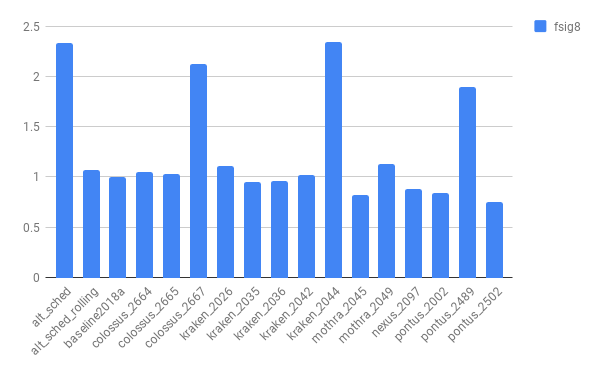 2.5
2
1.5
1
0.5
0
fsig8
alt_sched
alt_sched_rolling
baseline2018a
colossus_2664
colossus_2665
colossus_2667
kraken_2026
kraken_2035
kraken_2036
kraken_2042
kraken_2044
mothra_2045
mothra_2049
nexus_2097
pontus_2002
pontus_2489
pontus_2502